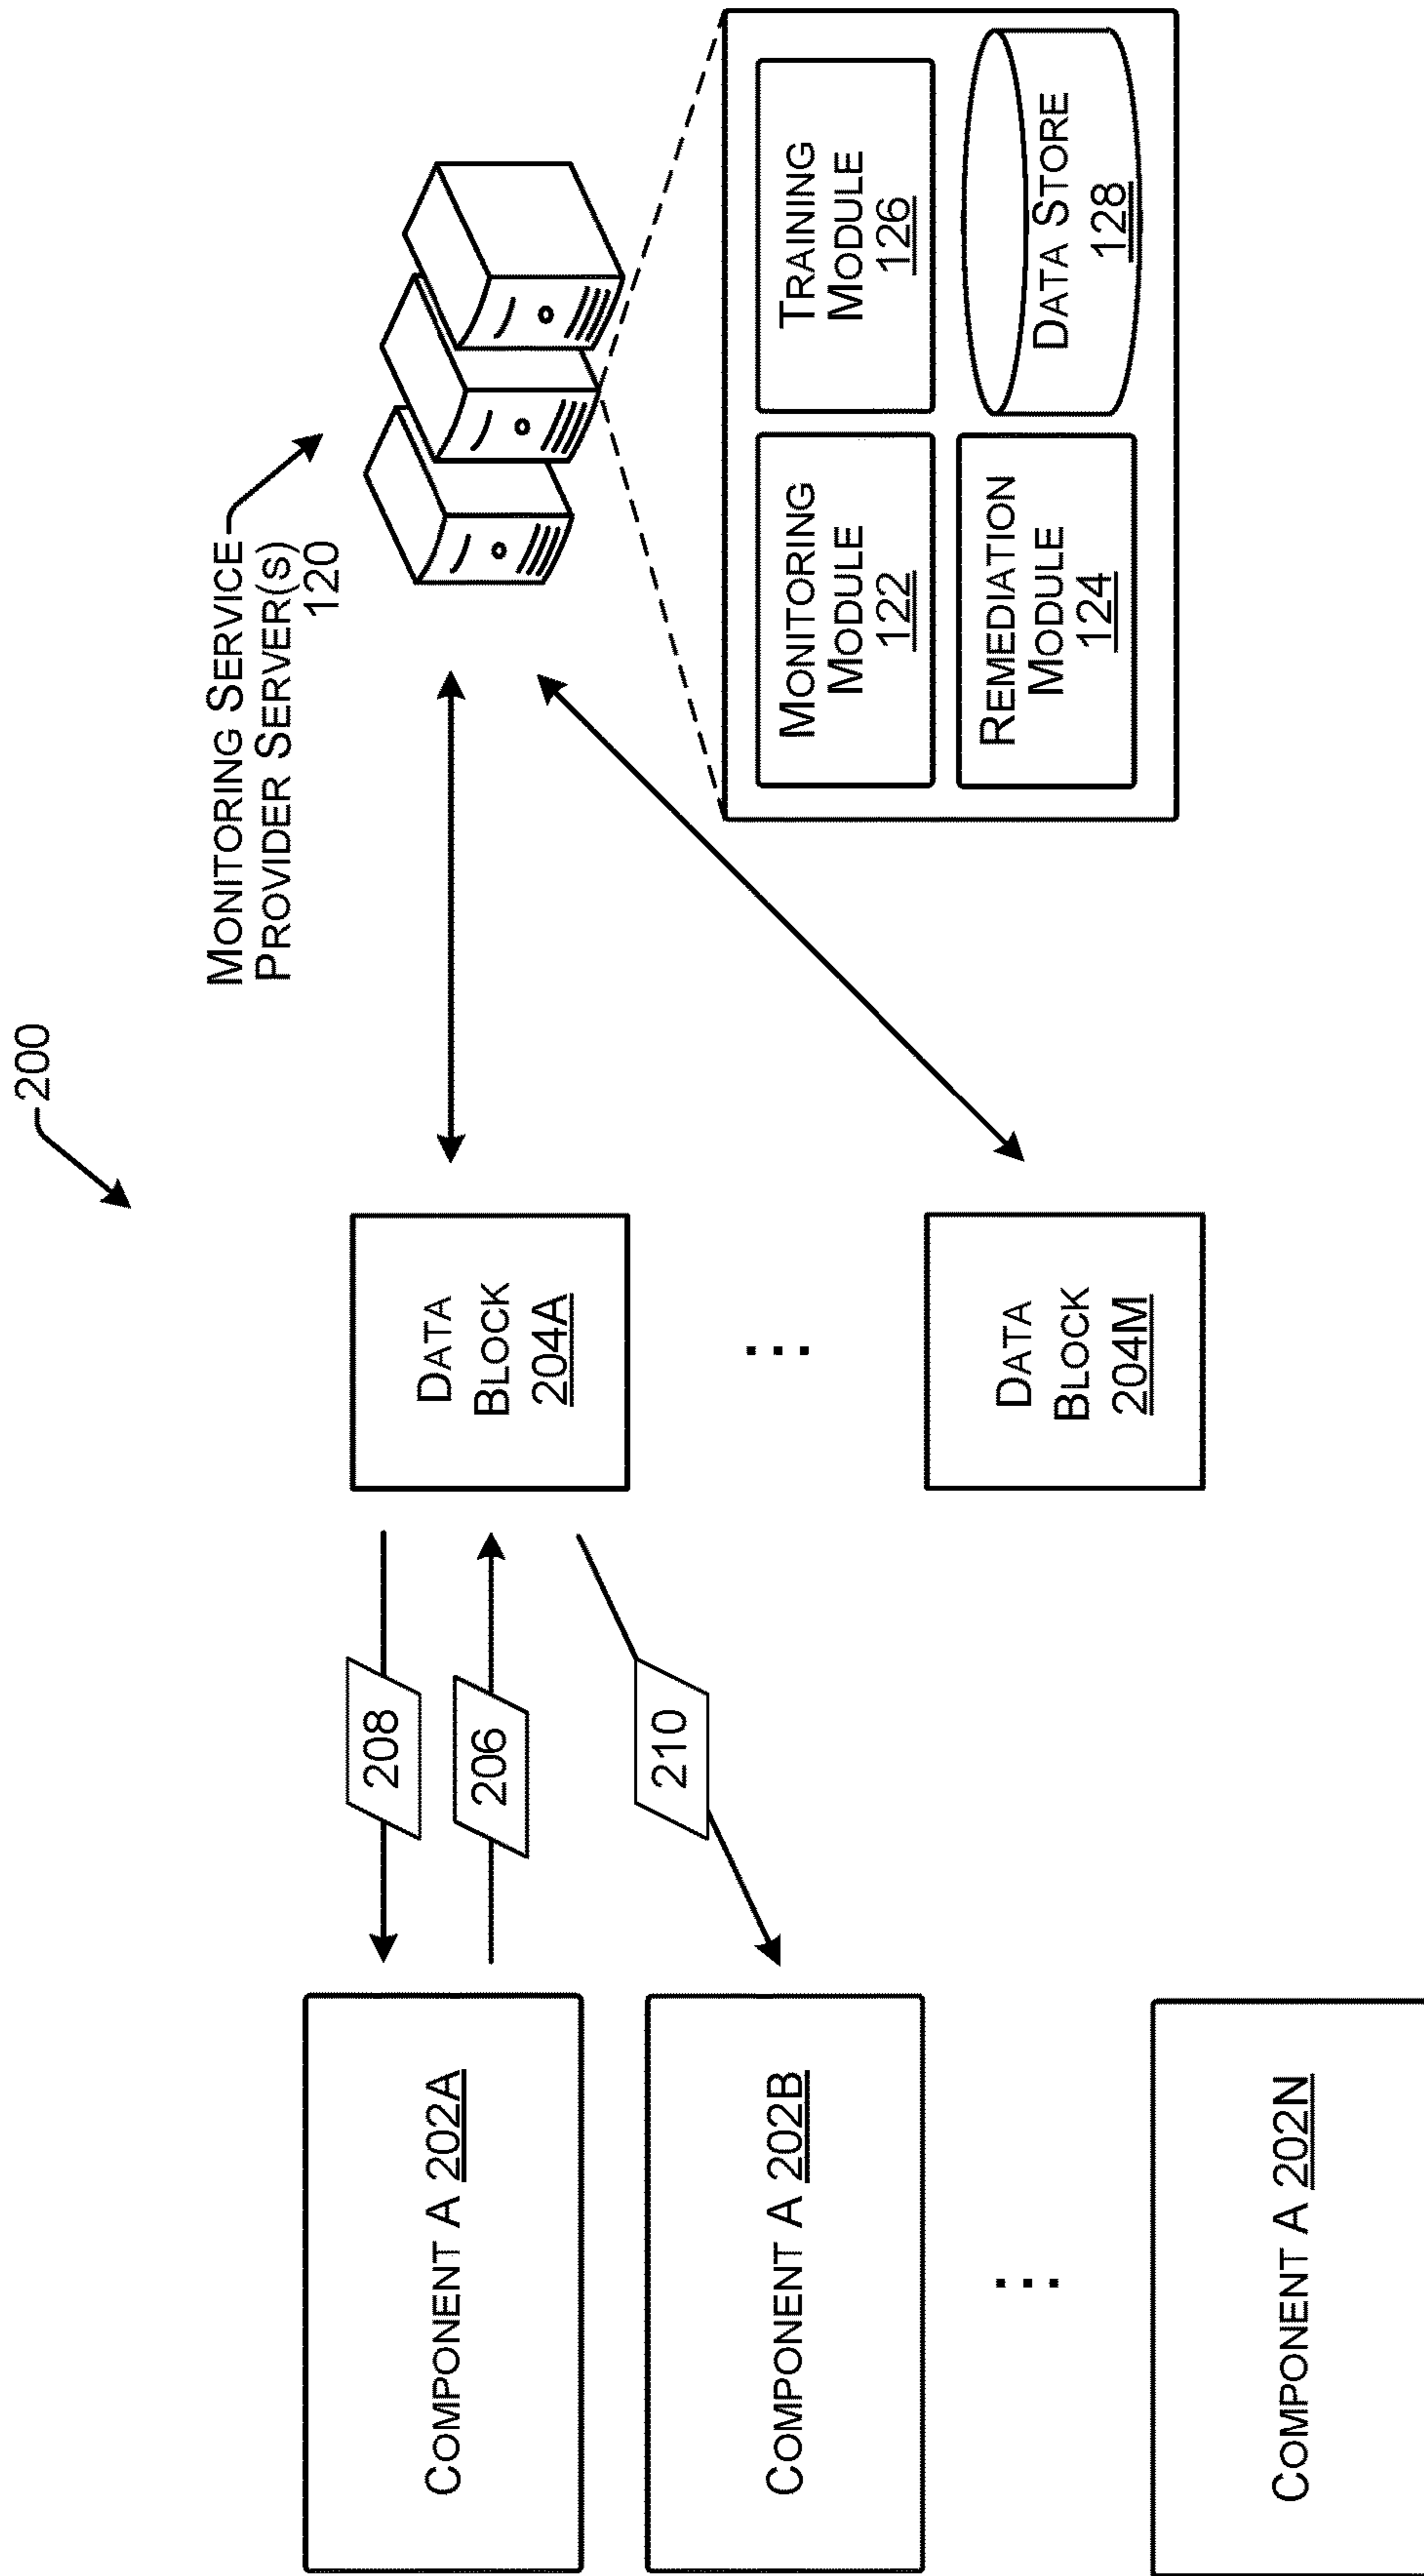 200
MONITORING SERVICE
PROVIDER SERVER(S)
120
COMPONENT A 202A
208
206
DATA
BLOCK
204A
COMPONENT A 202B
210
MONITORING
MODULE
122
TRAINING
MODULE
126
REMEDIATION
MODULE
124
DATA STORE
128
...
DATA
BLOCK
204M
...
COMPONENT A 202N